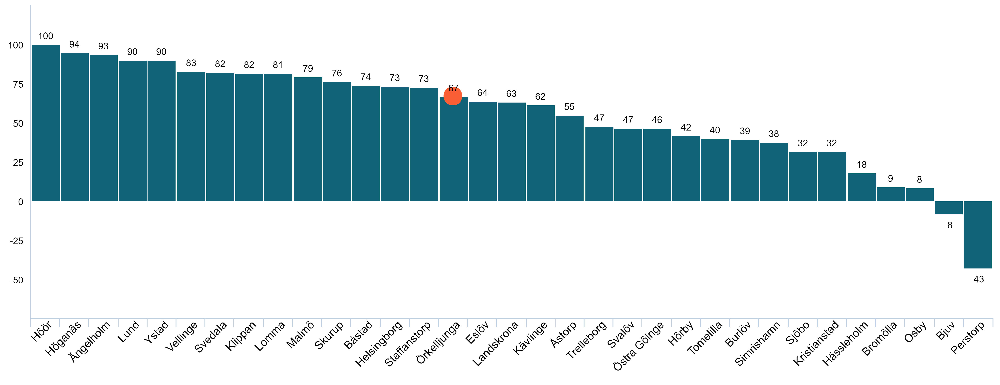 100
94
93
90
90
83
82
82
81
79
76
74
73
73
67
64
63
62
55
47
47
46
42
40
39
38
32
32
18
9
8
-8
-43
100
75
50
25
0
-25
-50
Höör
Höganäs
Ängelholm
Lund
Ystad
Vellinge
Svedala
Klippan
Lomma
Malmö
Skurup
Båstad
Helsingborg
Staffanstorp
Örkelljunga
Eslöv
Landskrona
Kävlinge
Åstorp
Trelleborg
Svalöv
Östra Göinge
Hörby
Tomelilla
Burlöv
Simrishamn
Sjöbo
Kristianstad
Hässleholm
Bromölla
Osby
Bjuv
Perstorp